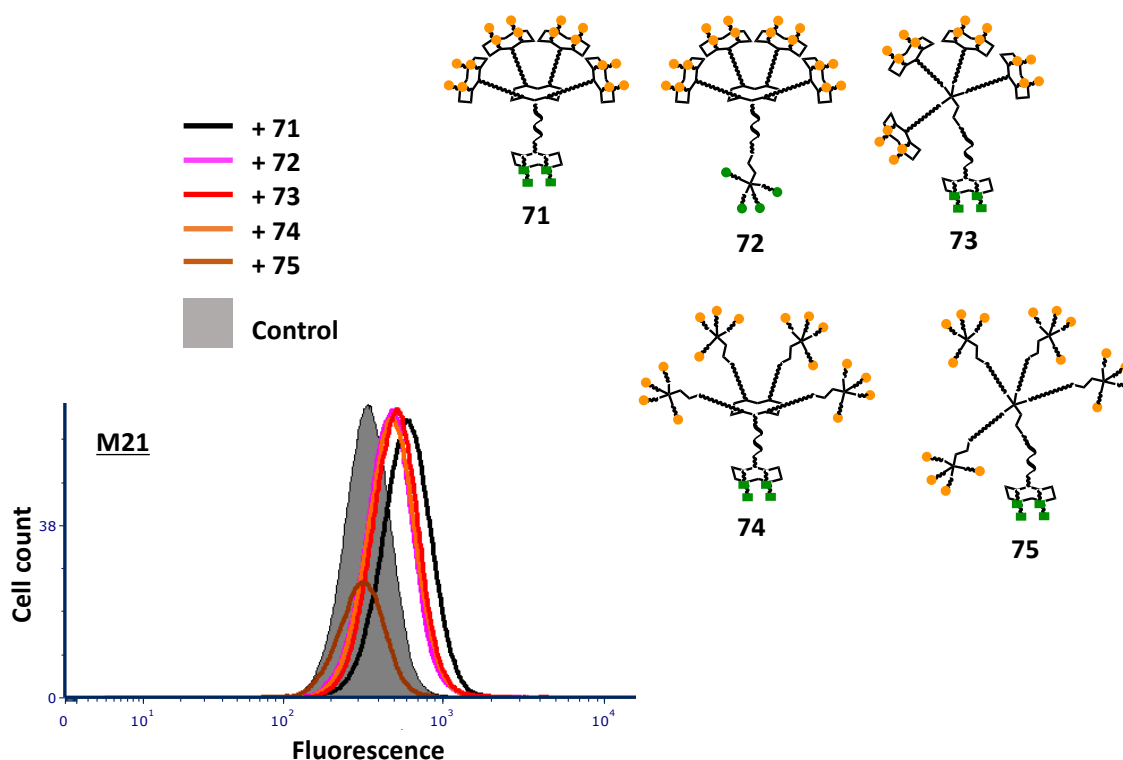 + 71
+ 72
+ 73
+ 74
+ 75
Control
71
72
73
74
75
M21
38
0
Cell count
0 10¹ 10² 10³ 10⁴
Fluorescence